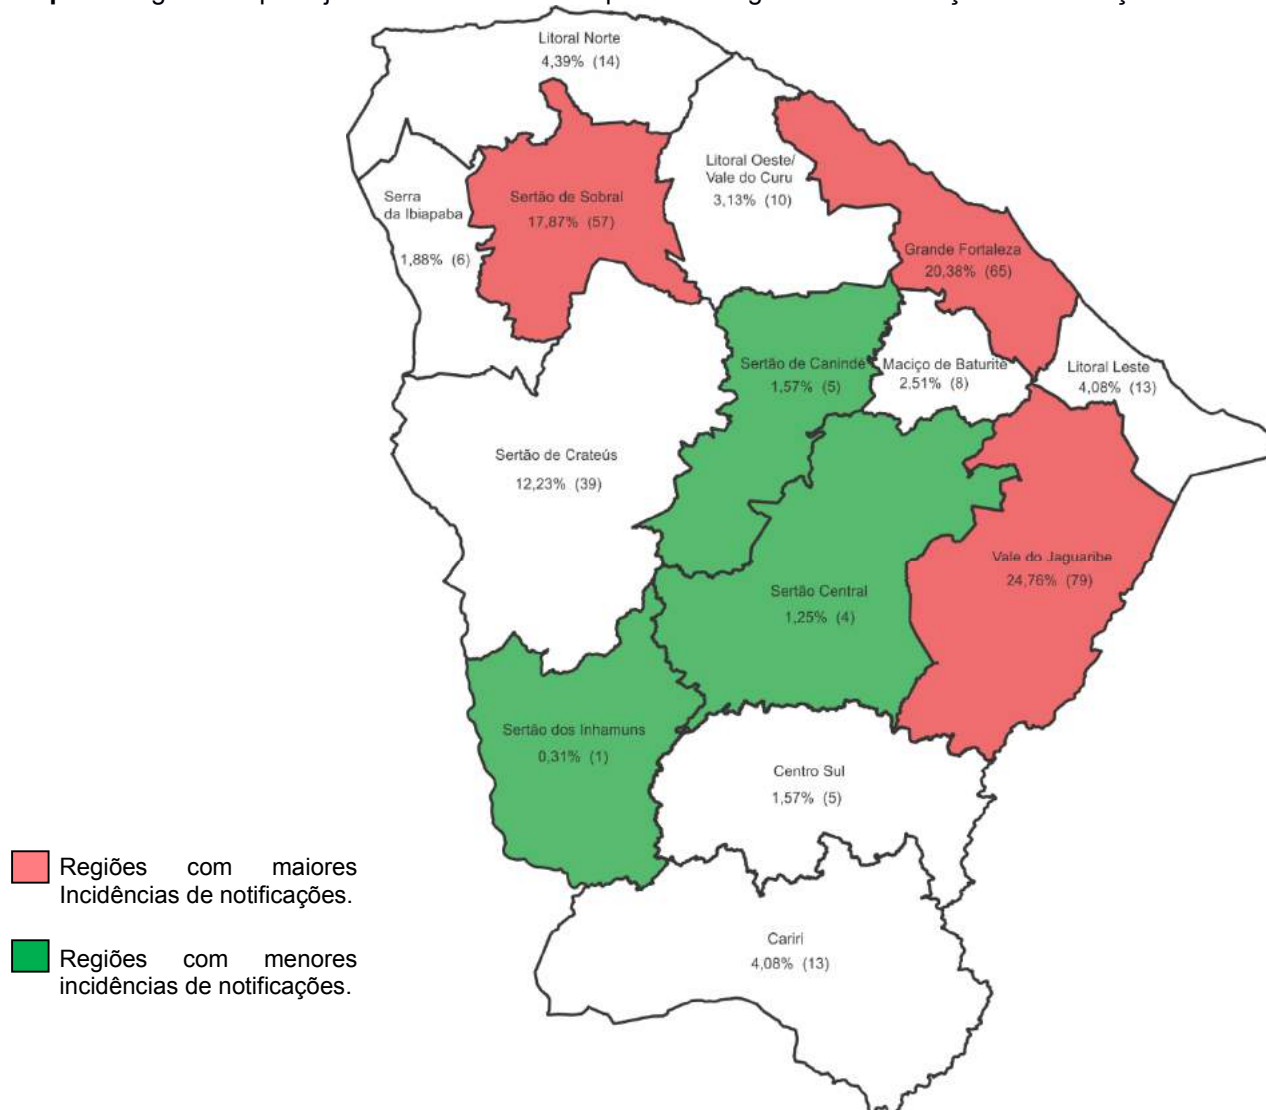 Litoral Norte
4,39% (14)
Litoral Oeste/
Vale do Curu
3,13% (10)
Serra
da Ibiapaba
1,88% (6)
Sertão de Sobral
17,87% (57)
Grande Fortaleza
20,38% (65)
Sertão de Canindé
1,57% (5)
Maciço de Baturité
2,51% (8)
Litoral Leste
4,08% (13)
Sertão de Crateús
12,23% (39)
Vale do Jaguaribe
24,76% (79)
Sertão Central
1,25% (4)
Sertão dos Inhamuns
0,31% (1)
Centro Sul
1,57% (5)
Regiões com maiores
Incidências de notificações.
Regiões com menores
incidências de notificações.
Cariri
4,08% (13)